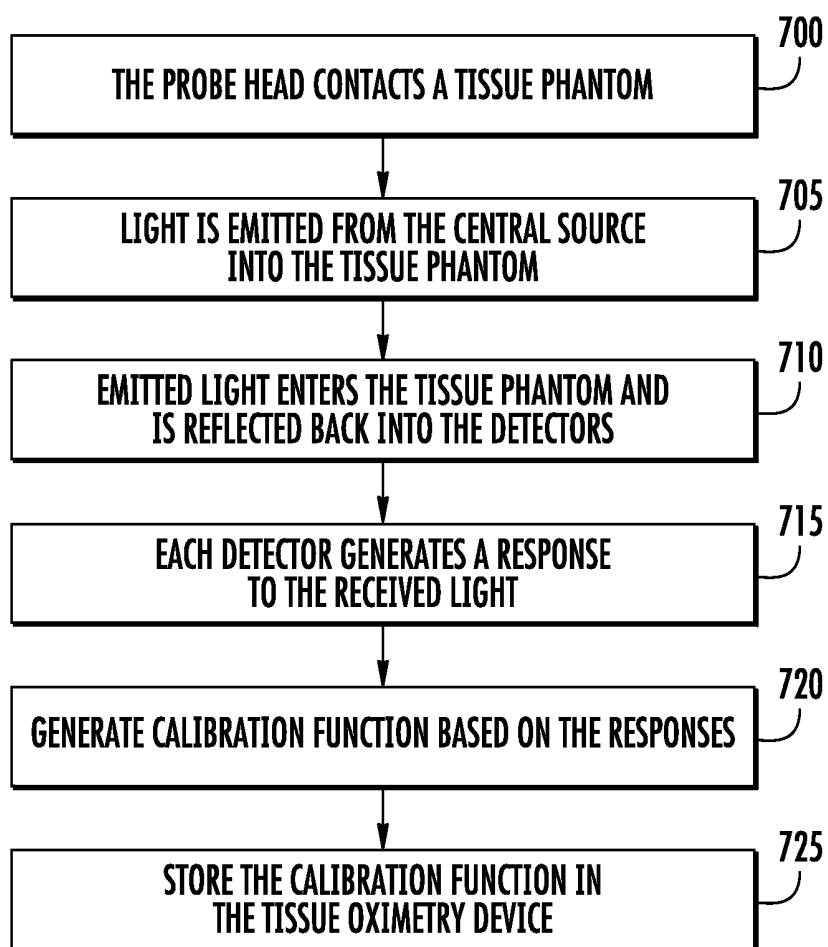 700
THE PROBE HEAD CONTACTS A TISSUE PHANTOM
705
LIGHT IS EMITTED FROM THE CENTRAL SOURCE
INTO THE TISSUE PHANTOM
710
EMITTED LIGHT ENTERS THE TISSUE PHANTOM AND
IS REFLECTED BACK INTO THE DETECTORS
715
EACH DETECTOR GENERATES A RESPONSE
TO THE RECEIVED LIGHT
720
GENERATE CALIBRATION FUNCTION BASED ON THE RESPONSES
725
STORE THE CALIBRATION FUNCTION IN
THE TISSUE OXIMETRY DEVICE